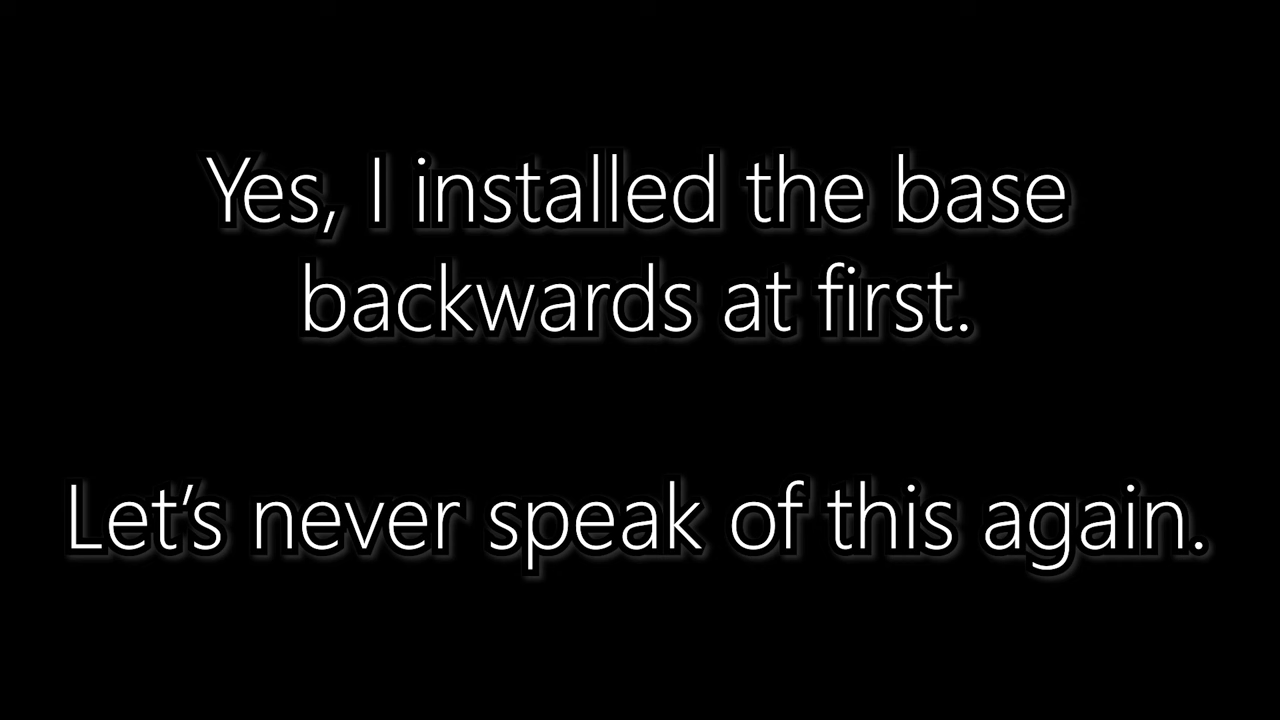 Yes, I installed the base
backwards at first.
Let’s never speak of this again.